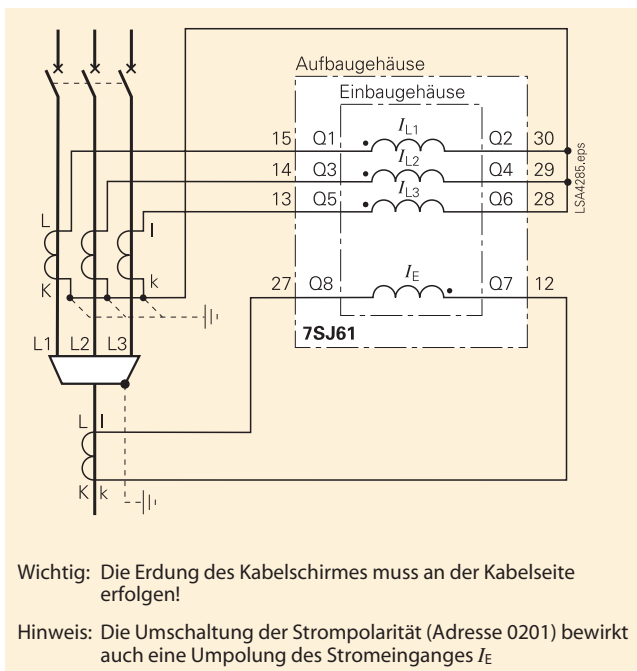 Aufbaugehäuse
Einbaugehäuse
15 Q1 I_L1 Q2 30
14 Q3 I_L2 Q4 29
13 Q5 I_L3 Q6 28
LSA4285.eps
L l
K k
27 Q8 I_E Q7 12
7SJ61
L1 L2 L3
L l
K k
Wichtig: Die Erdung des Kabelschirmes muss an der Kabelseite
erfolgen!
Hinweis: Die Umschaltung der Strompolarität (Adresse 0201) bewirkt
auch eine Umpolung des Stromeinganges I_E